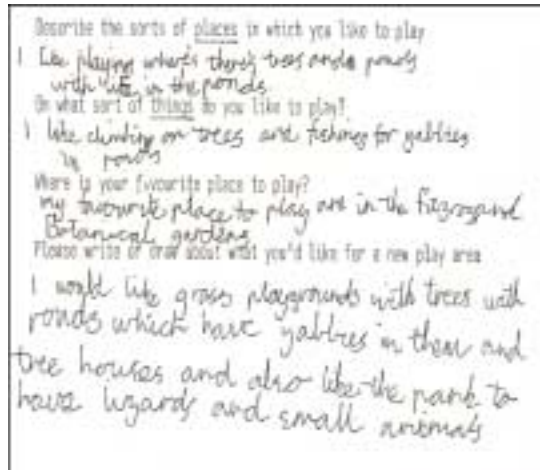 Describe the sorts of places in which you like to play
I like playing where's there's trees and ponds
with life in the ponds
On what sort of things do you like to play?
I like climbing on trees and fishing for yabbies
in ponds
Where is your favourite place to play?
my favourite place to play are in the Fitzroy and
Botanical gardens
Please write or draw about what you'd like for a new play area
I would like grass playgrounds with trees with
ponds which have yabbies in them and
tree houses and also like the park to
have lizards and small animals